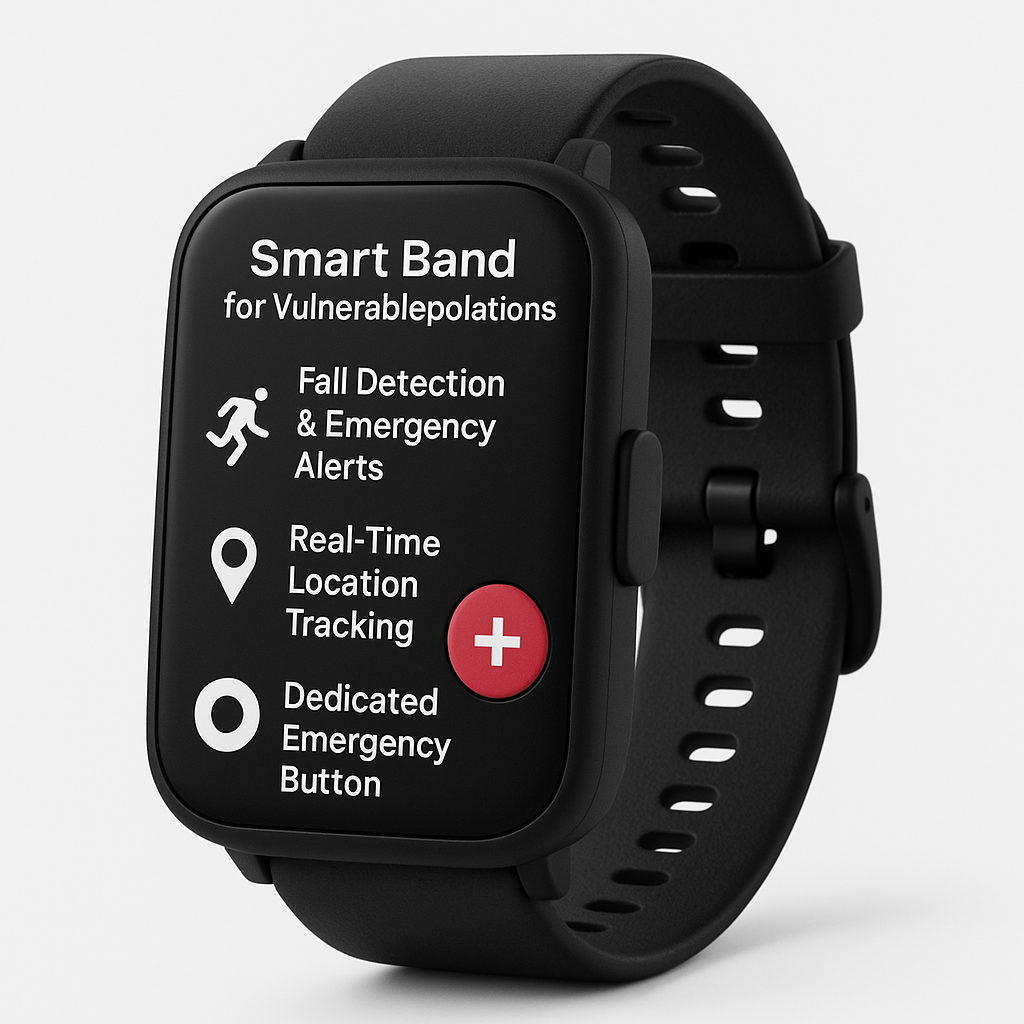 Smart Band
for Vulnerablepolations
Fall Detection
& Emergency
Alerts
Real-Time
Location
Tracking
Dedicated
Emergency
Button